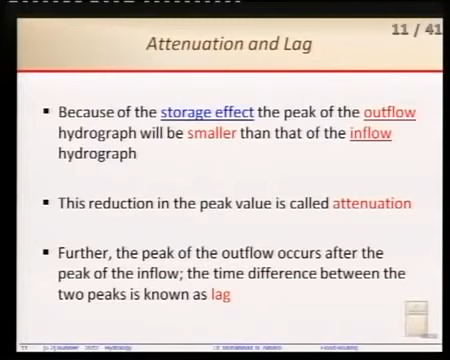 11 / 41
Attenuation and Lag
▪ Because of the storage effect the peak of the outflow
hydrograph will be smaller than that of the inflow
hydrograph
▪ This reduction in the peak value is called attenuation
▪ Further, the peak of the outflow occurs after the
peak of the inflow; the time difference between the
two peaks is known as lag
Hydrology